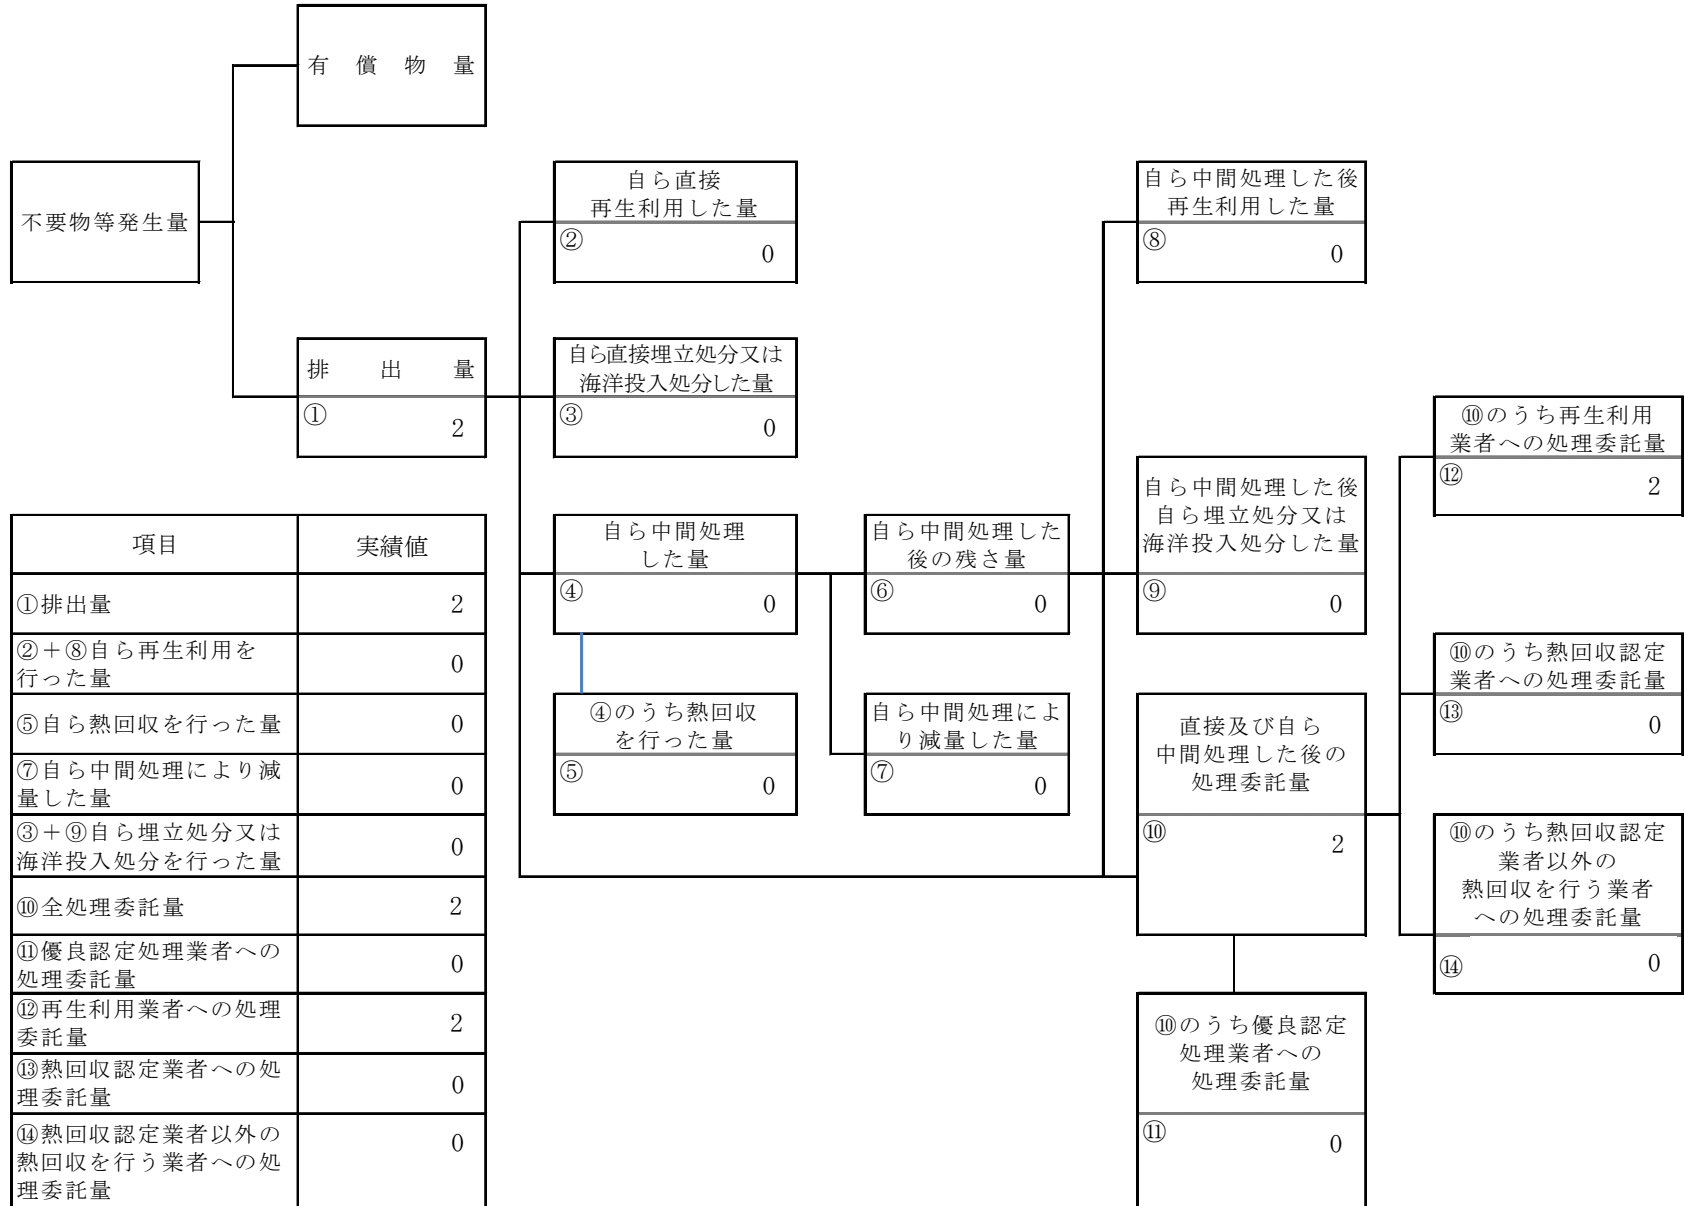 有償物量
不要物等発生量
排出量
①
2
自ら直接
再生利用した量
②
0
自ら直接埋立処分又は
海洋投入処分した量
③
0
自ら中間処理
した量
④
0
④のうち熱回収
を行った量
⑤
0
自ら中間処理した
後の残さ量
⑥
0
自ら中間処理によ
り減量した量
⑦
0
自ら中間処理した後
再生利用した量
⑧
0
自ら中間処理した後
自ら埋立処分又は
海洋投入処分した量
⑨
0
直接及び自ら
中間処理した後の
処理委託量
⑩
2
⑩のうち優良認定
処理業者への
処理委託量
⑪
0
⑩のうち再生利用
業者への処理委託量
⑫
2
⑩のうち熱回収認定
業者への処理委託量
⑬
0
⑩のうち熱回収認定
業者以外の
熱回収を行う業者
への処理委託量
⑭
0
項目 実績値
①排出量 2
②+⑧自ら再生利用を
行った量 0
⑤自ら熱回収を行った量 0
⑦自ら中間処理により減
量した量 0
③+⑨自ら埋立処分又は
海洋投入処分を行った量 0
⑩全処理委託量 2
⑪優良認定処理業者への
処理委託量 0
⑫再生利用業者への処理
委託量 2
⑬熱回収認定業者への処
理委託量 0
⑭熱回収認定業者以外の
熱回収を行う業者への処
理委託量 0